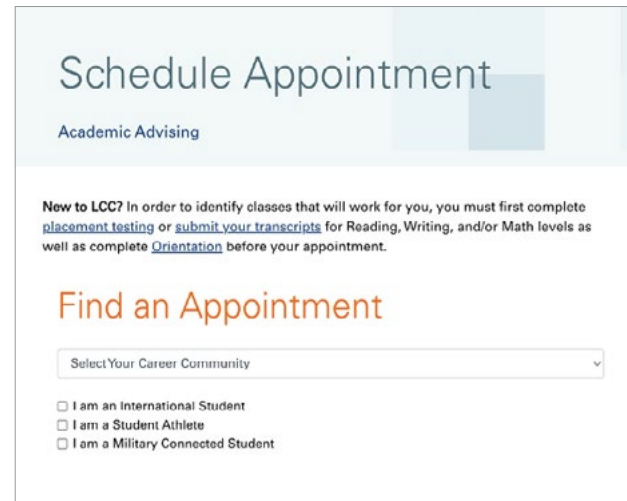 Schedule Appointment
Academic Advising
New to LCC? In order to identify classes that will work for you, you must first complete
placement testing or submit your transcripts for Reading, Writing, and/or Math levels as
well as complete Orientation before your appointment.
Find an Appointment
Select Your Career Community
I am an International Student
I am a Student Athlete
I am a Military Connected Student